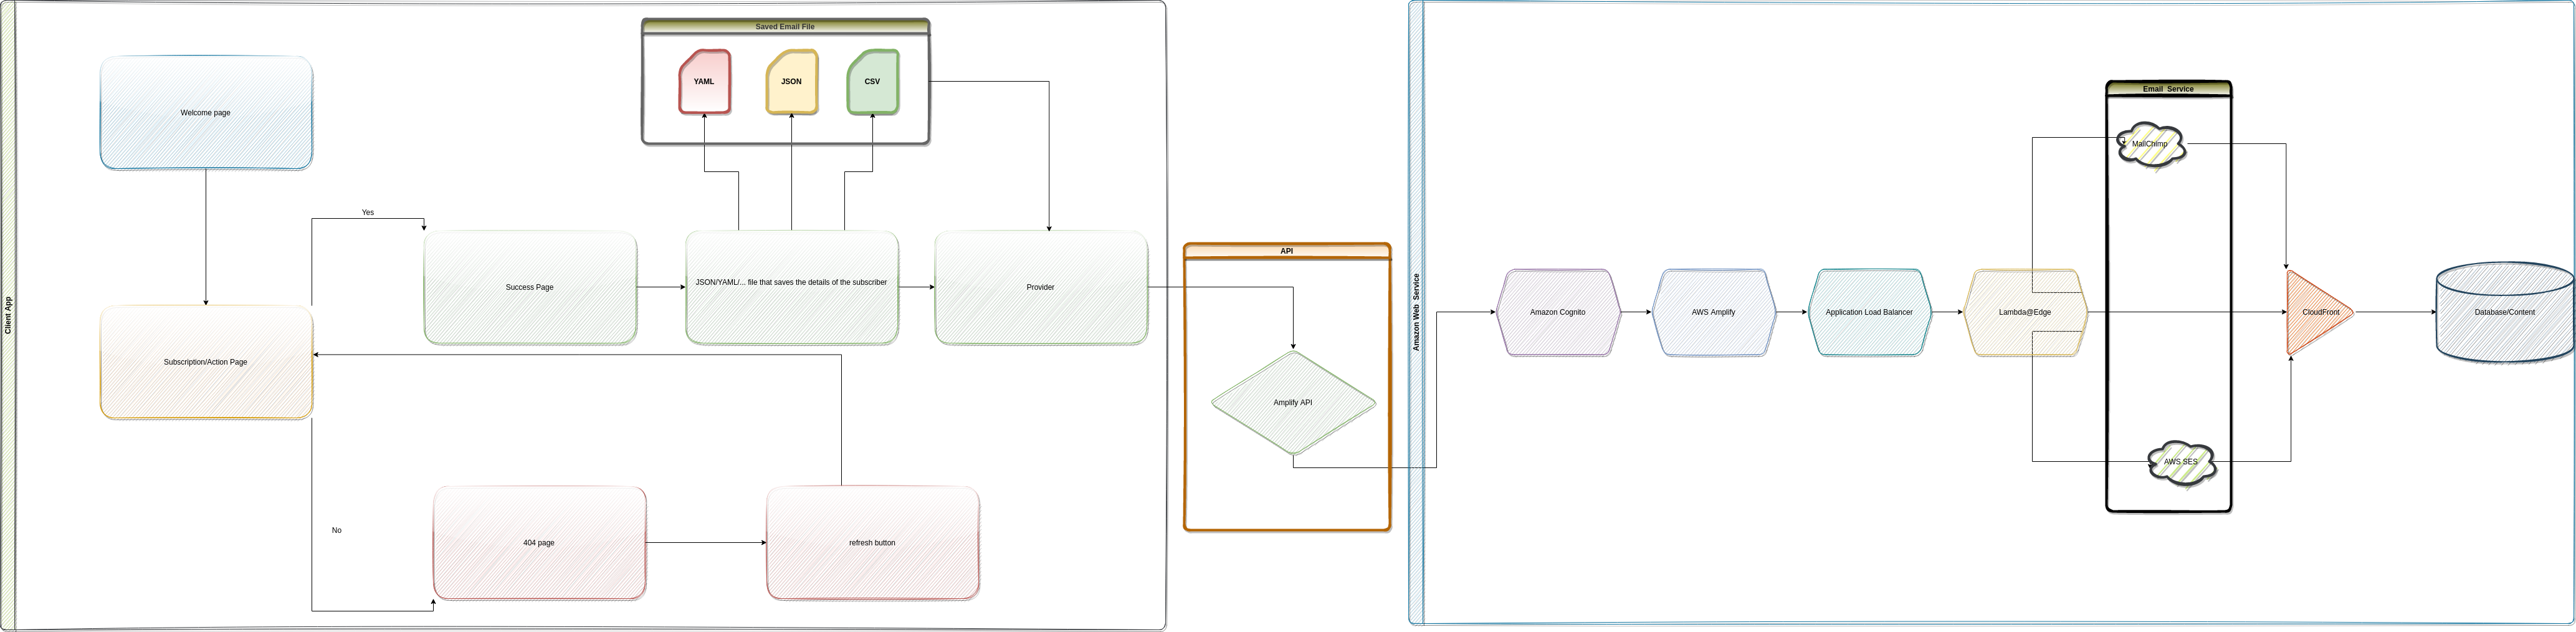 Client App
Welcome page
Saved Email File
YAML
JSON
CSV
Yes
Success Page
JSON/YAML/... file that saves the details of the subscriber
Provider
Subscription/Action Page
No
404 page
refresh button
API
Amplify API
Amazon Web  Service
Amazon Cognito
AWS Amplify
Application Load Balancer
Lambda@Edge
Email  Service
MailChimp
AWS SES
CloudFront
Database/Content